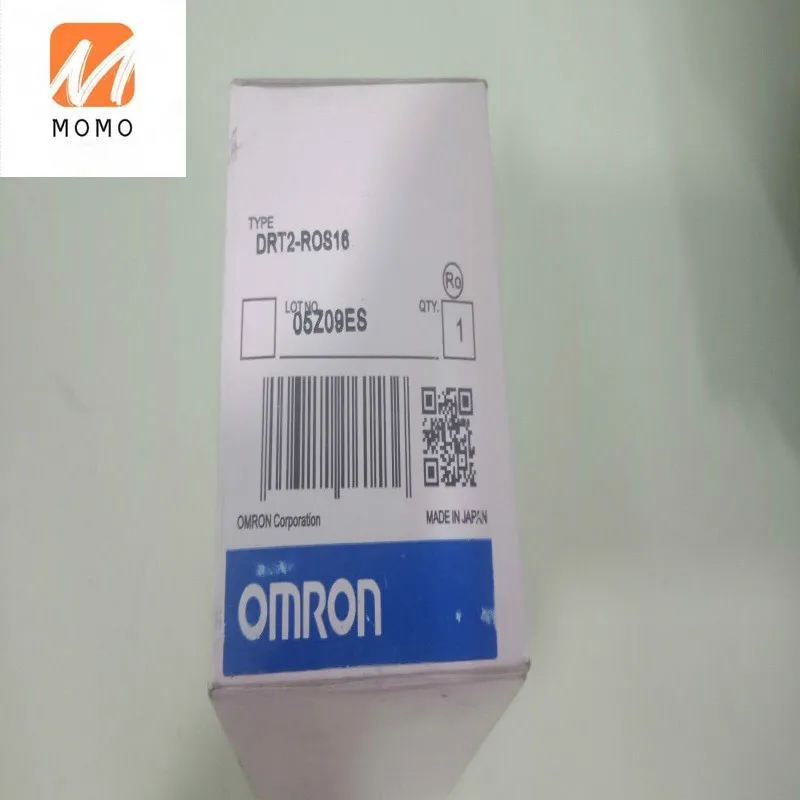 MOMO
TYPE
DRT2-ROS16
Ro
LOT NO.
05Z09ES
QTY.
1
OMRON Corporation
MADE IN JAPAN
OMRON